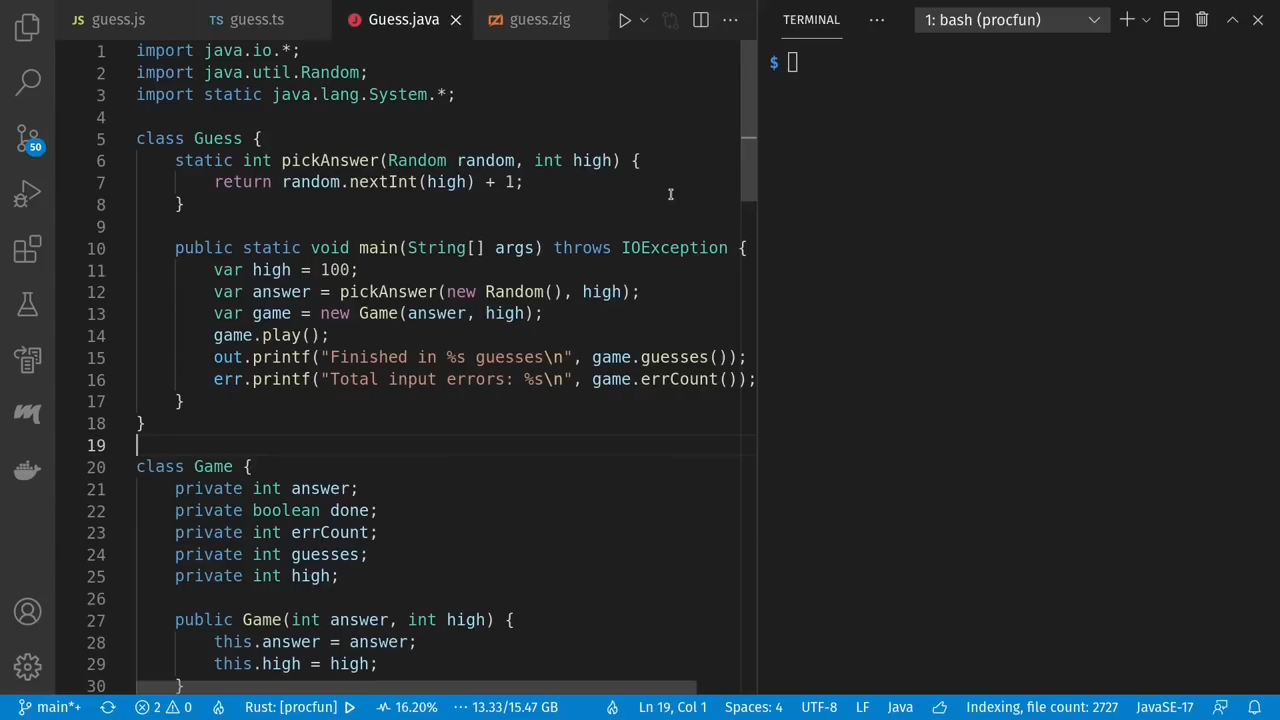 guess.js
TS guess.ts
Guess.java
guess.zig
TERMINAL
1: bash (procfun)
1 import java.io.*;
2 import java.util.Random;
3 import static java.lang.System.*;
4
5 class Guess {
6 static int pickAnswer(Random random, int high) {
7 return random.nextInt(high) + 1;
8 }
9
10 public static void main(String[] args) throws IOException {
11 var high = 100;
12 var answer = pickAnswer(new Random(), high);
13 var game = new Game(answer, high);
14 game.play();
15 out.printf("Finished in %s guesses\n", game.guesses());
16 err.printf("Total input errors: %s\n", game.errCount());
17 }
18 }
19
20 class Game {
21 private int answer;
22 private boolean done;
23 private int errCount;
24 private int guesses;
25 private int high;
26
27 public Game(int answer, int high) {
28 this.answer = answer;
29 this.high = high;
30 }
$
50
JS
main*+
2
0
Rust: [procfun]
16.20%
13.33/15.47 GB
Ln 19, Col 1
Spaces: 4
UTF-8
LF
Java
Indexing, file count: 2727
JavaSE-17